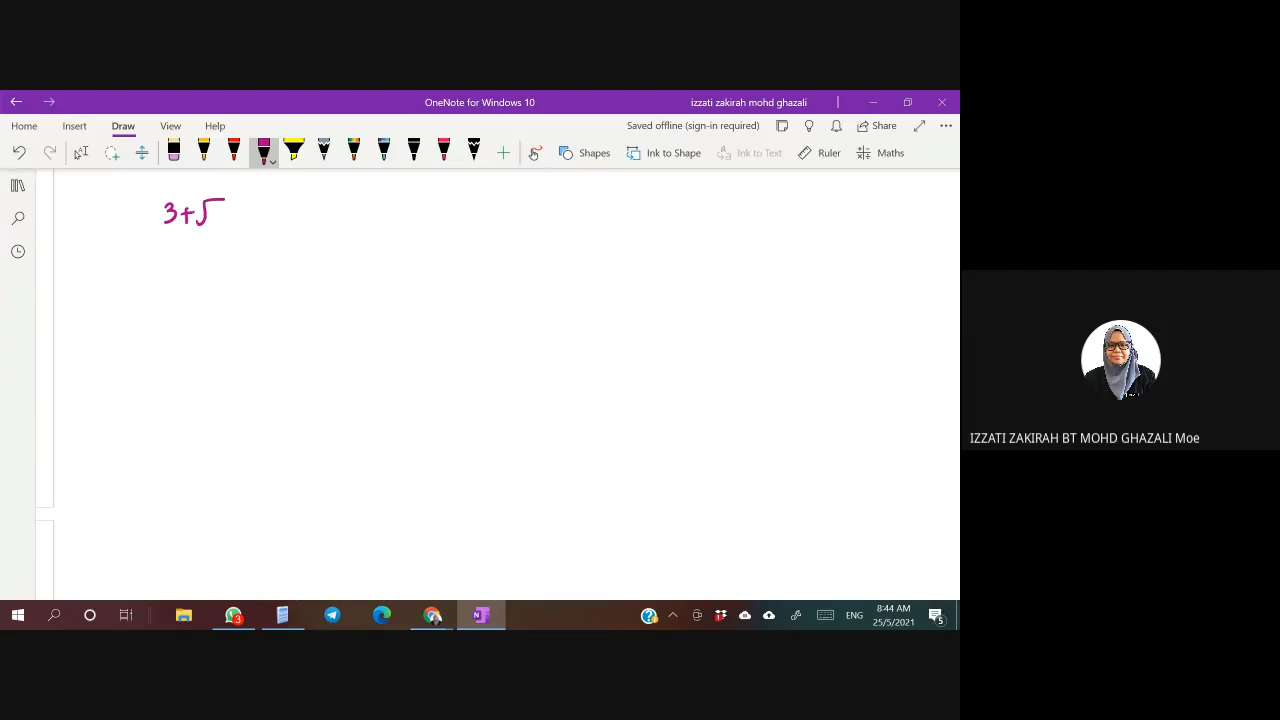 OneNote for Windows 10
izzati zakirah mohd ghazali
Home Insert Draw View Help
Saved offline (sign-in required)
Share
Shapes
Ink to Shape
Ink to Text
Ruler
Maths
3+√
IZZATI ZAKIRAH BT MOHD GHAZALI Moe
3
ENG
8:44 AM
25/5/2021
5